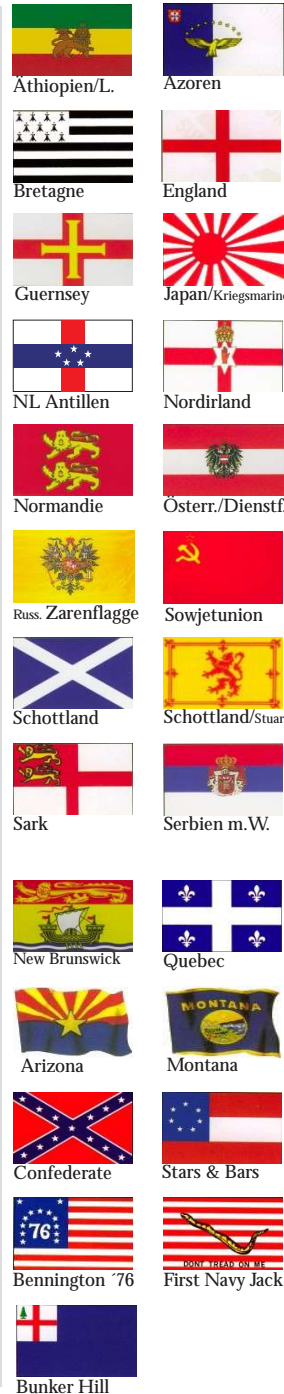 Äthiopien/L. Azoren
Bretagne England
Guernsey Japan/Kriegsmarine
NL Antillen Nordirland
Normandie Österr./Dienstf.
Russ. Zarenflagge Sowjetunion
Schottland Schottland/Stuar
Sark Serbien m.W.
New Brunswick Quebec
MONTANA
Arizona Montana
Confederate Stars & Bars
76
DONT TREAD ON ME
Bennington ´76 First Navy Jack
Bunker Hill